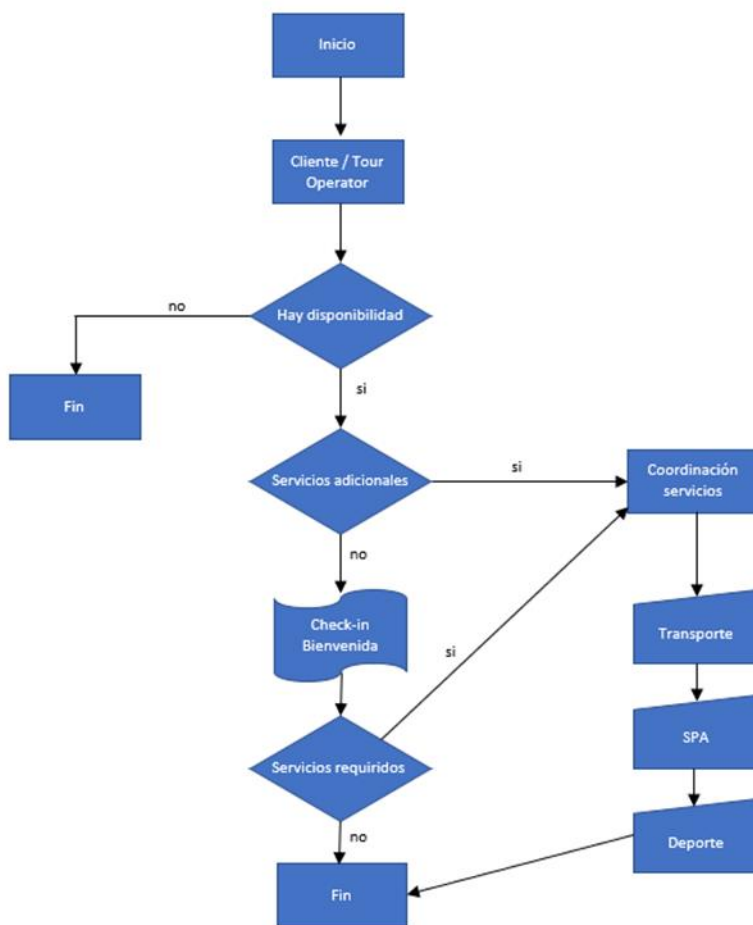 Inicio
Cliente / Tour
Operator
Hay disponibilidad
no
Fin
si
Servicios adicionales
si
Coordinación
servicios
no
Check-in
Bienvenida
si
Transporte
SPA
Servicios requiridos
no
Deporte
Fin